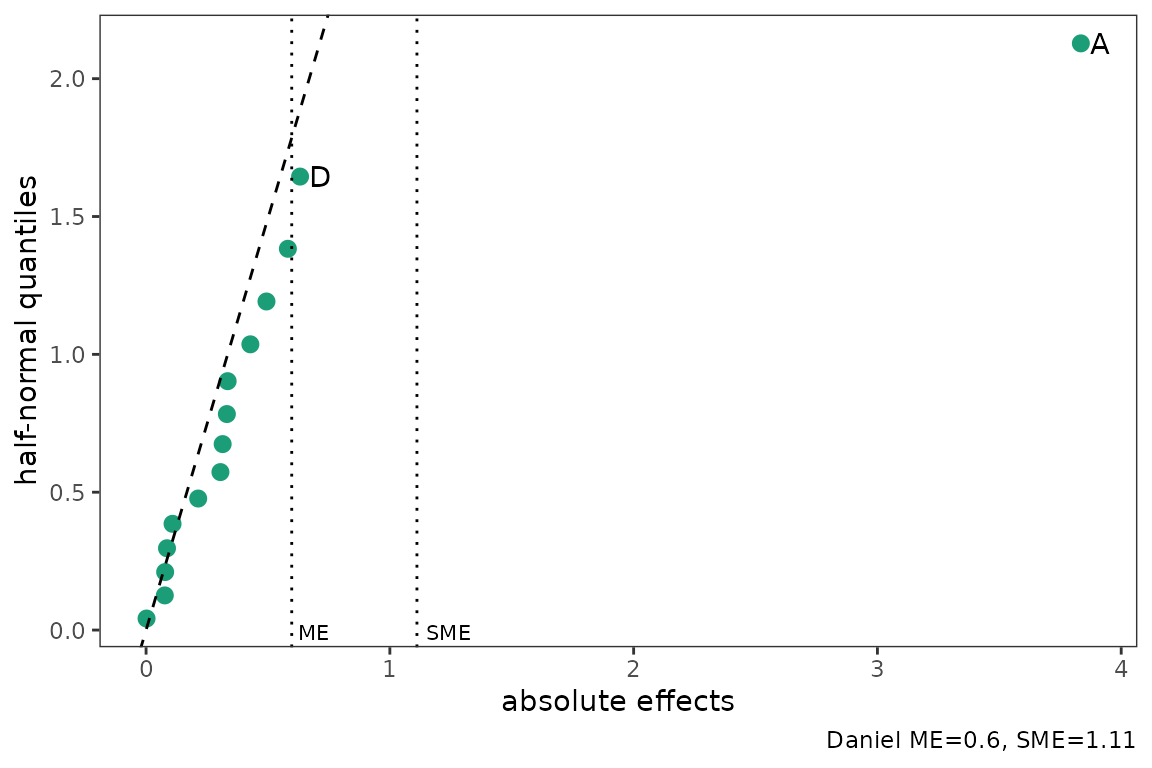 A
2.0
D
1.5
1.0
0.5
0.0
half-normal quantiles
ME
SME
0 1 2 3 4
absolute effects
Daniel ME=0.6, SME=1.11